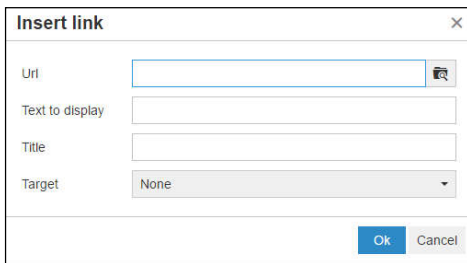 Insert link ×
Url
Text to display
Title
Target None
Ok Cancel